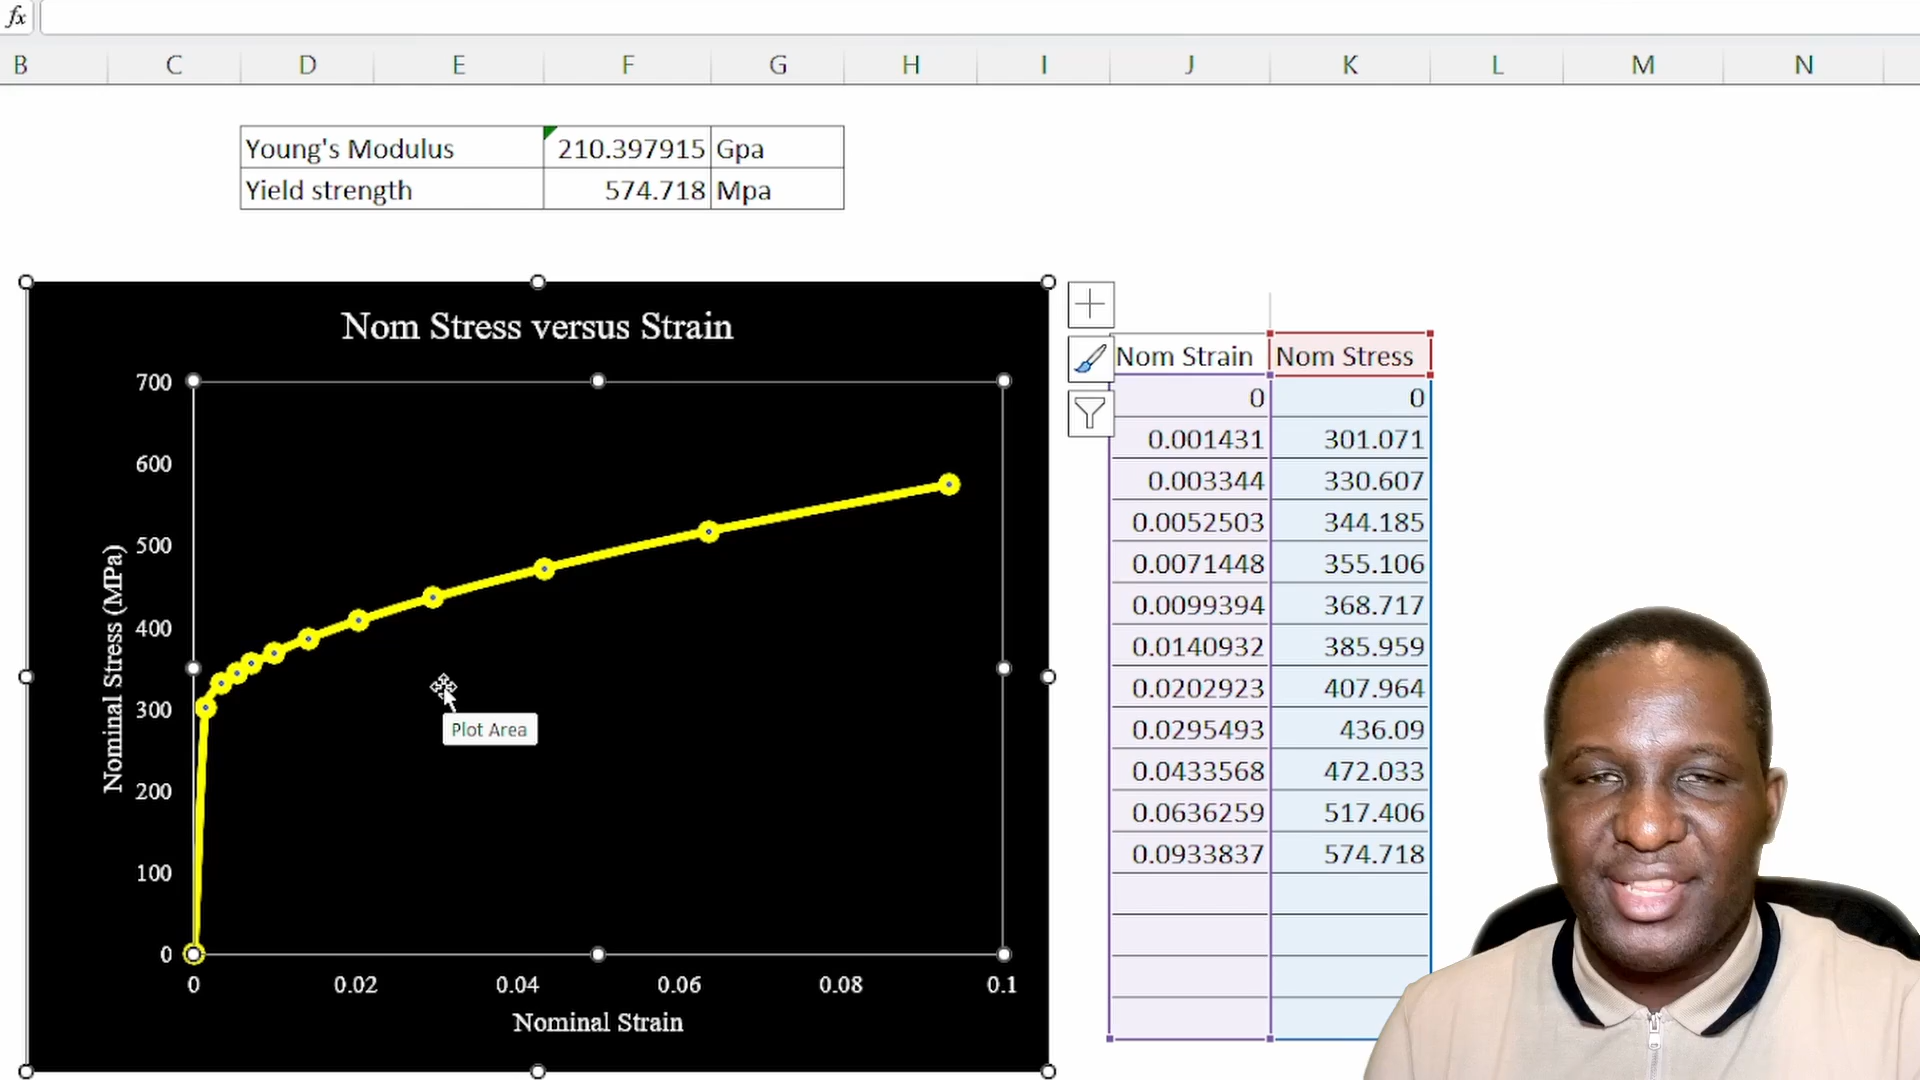 fx
B C D E F G H I J K L M N
Young's Modulus 210.397915 Gpa
Yield strength 574.718 Mpa
Nom Stress versus Strain
700
600
500
400
300
200
100
0
Nominal Stress (MPa)
0 0.02 0.04 0.06 0.08 0.1
Nominal Strain
Plot Area
Nom Strain Nom Stress
0 0
0.001431 301.071
0.003344 330.607
0.0052503 344.185
0.0071448 355.106
0.0099394 368.717
0.0140932 385.959
0.0202923 407.964
0.0295493 436.09
0.0433568 472.033
0.0636259 517.406
0.0933837 574.718